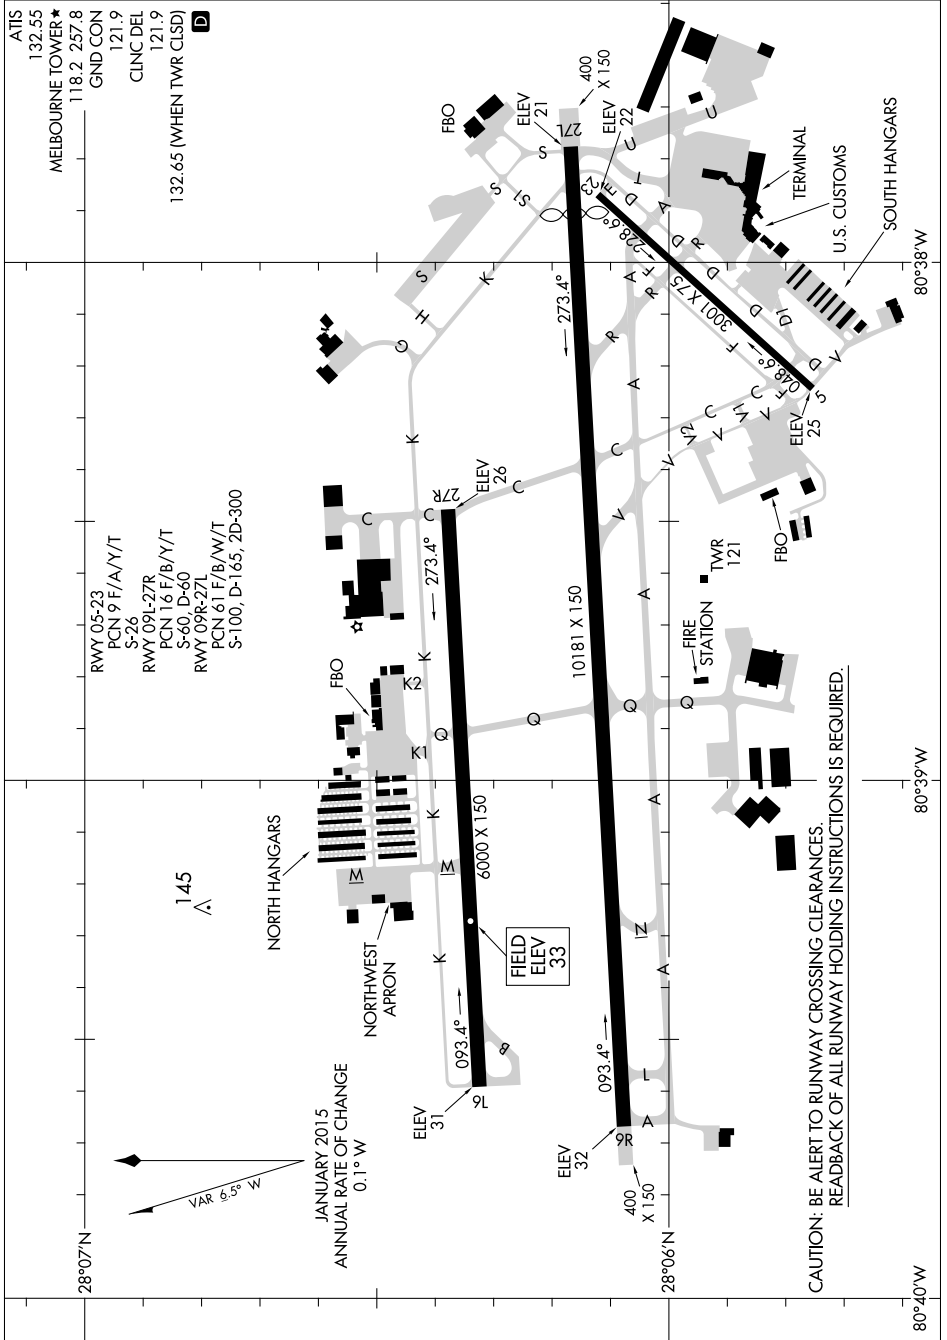 ATIS
132.55
MELBOURNE TOWER★
118.2 257.8
GND CON
121.9
CLNC DEL
121.9
132.65 (WHEN TWR CLSD)
D
RWY 05-23
PCN 9 F/A/Y/T
S-26
RWY 09L-27R
PCN 16 F/B/Y/T
S-60, D-60
RWY 09R-27L
PCN 61 F/B/W/T
S-100, D-165, 2D-300
28°07'N
28°06'N
80°40'W
80°39'W
80°38'W
VAR 6.5° W
JANUARY 2015
ANNUAL RATE OF CHANGE
0.1° W
145
NORTH HANGARS
NORTHWEST
APRON
FBO
FBO
FBO
FIELD
ELEV
33
ELEV
31
9L
093.4°
6000 X 150
273.4°
27R
ELEV
26
ELEV
32
9R
400
X 150
093.4°
10181 X 150
273.4°
27L
ELEV
21
400
X 150
ELEV
22
23
228.6°
3001 X 75
048.6°
5
ELEV
25
FIRE
STATION
TWR
121
TERMINAL
U.S. CUSTOMS
SOUTH HANGARS
B
K
M
M
K
K1
K2
K
K
K
Q
Q
Q
Q
C
C
C
C
C
C
G
H
S
S
S1
S
A
L
N
A
A
A
A
A
A
R
R
R
V
V
V
V
V
V1
V2
F
F
F
D
D
D
D
D
D1
E
T
U
U
CAUTION: BE ALERT TO RUNWAY CROSSING CLEARANCES.
READBACK OF ALL RUNWAY HOLDING INSTRUCTIONS IS REQUIRED.